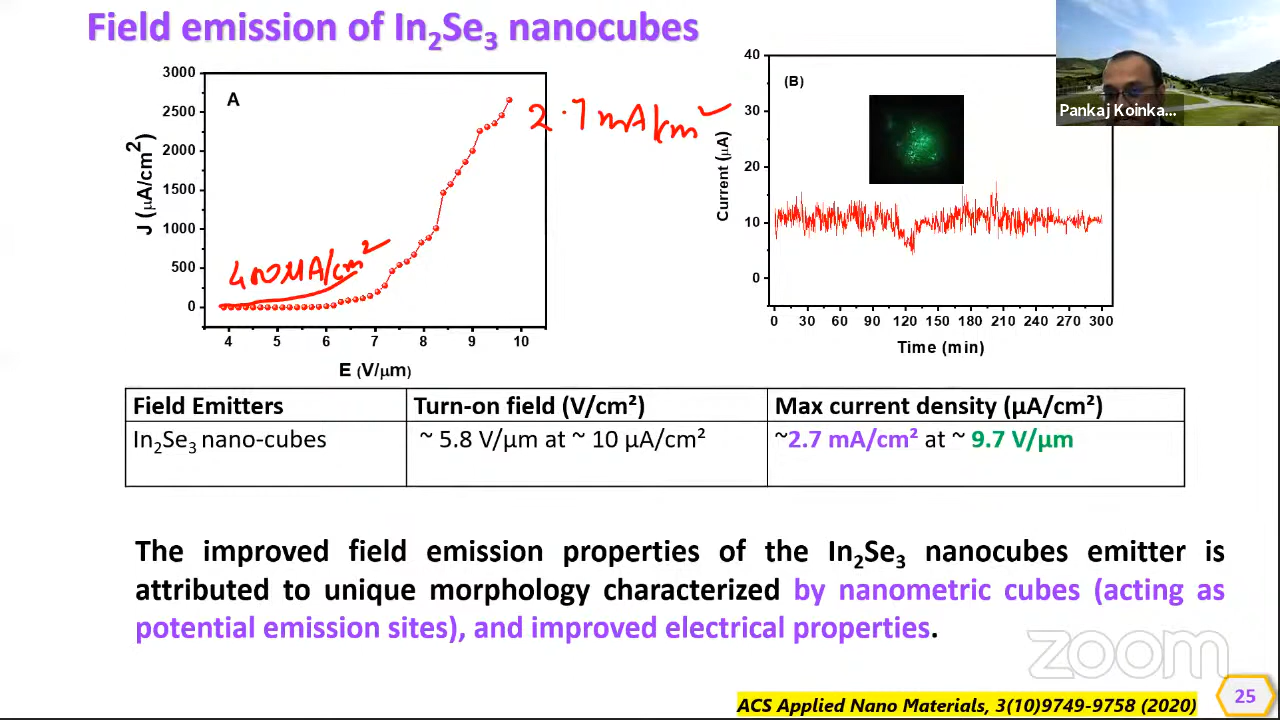 Field emission of In₂Se₃ nanocubes
A
J (μA/cm²)
3000
2500
2000
1500
1000
500
0
4 5 6 7 8 9 10
E (V/μm)
2.7 mA/cm²
400 μA/cm²
(B)
Current (μA)
40
30
20
10
0
0 30 60 90 120 150 180 210 240 270 300
Time (min)
Pankaj Koinka...
Field Emitters Turn-on field (V/cm²) Max current density (μA/cm²)
In₂Se₃ nano-cubes ~ 5.8 V/μm at ~ 10 μA/cm² ~2.7 mA/cm² at ~ 9.7 V/μm
The improved field emission properties of the In₂Se₃ nanocubes emitter is
attributed to unique morphology characterized by nanometric cubes (acting as
potential emission sites), and improved electrical properties.
zoom
ACS Applied Nano Materials, 3(10)9749-9758 (2020)
25